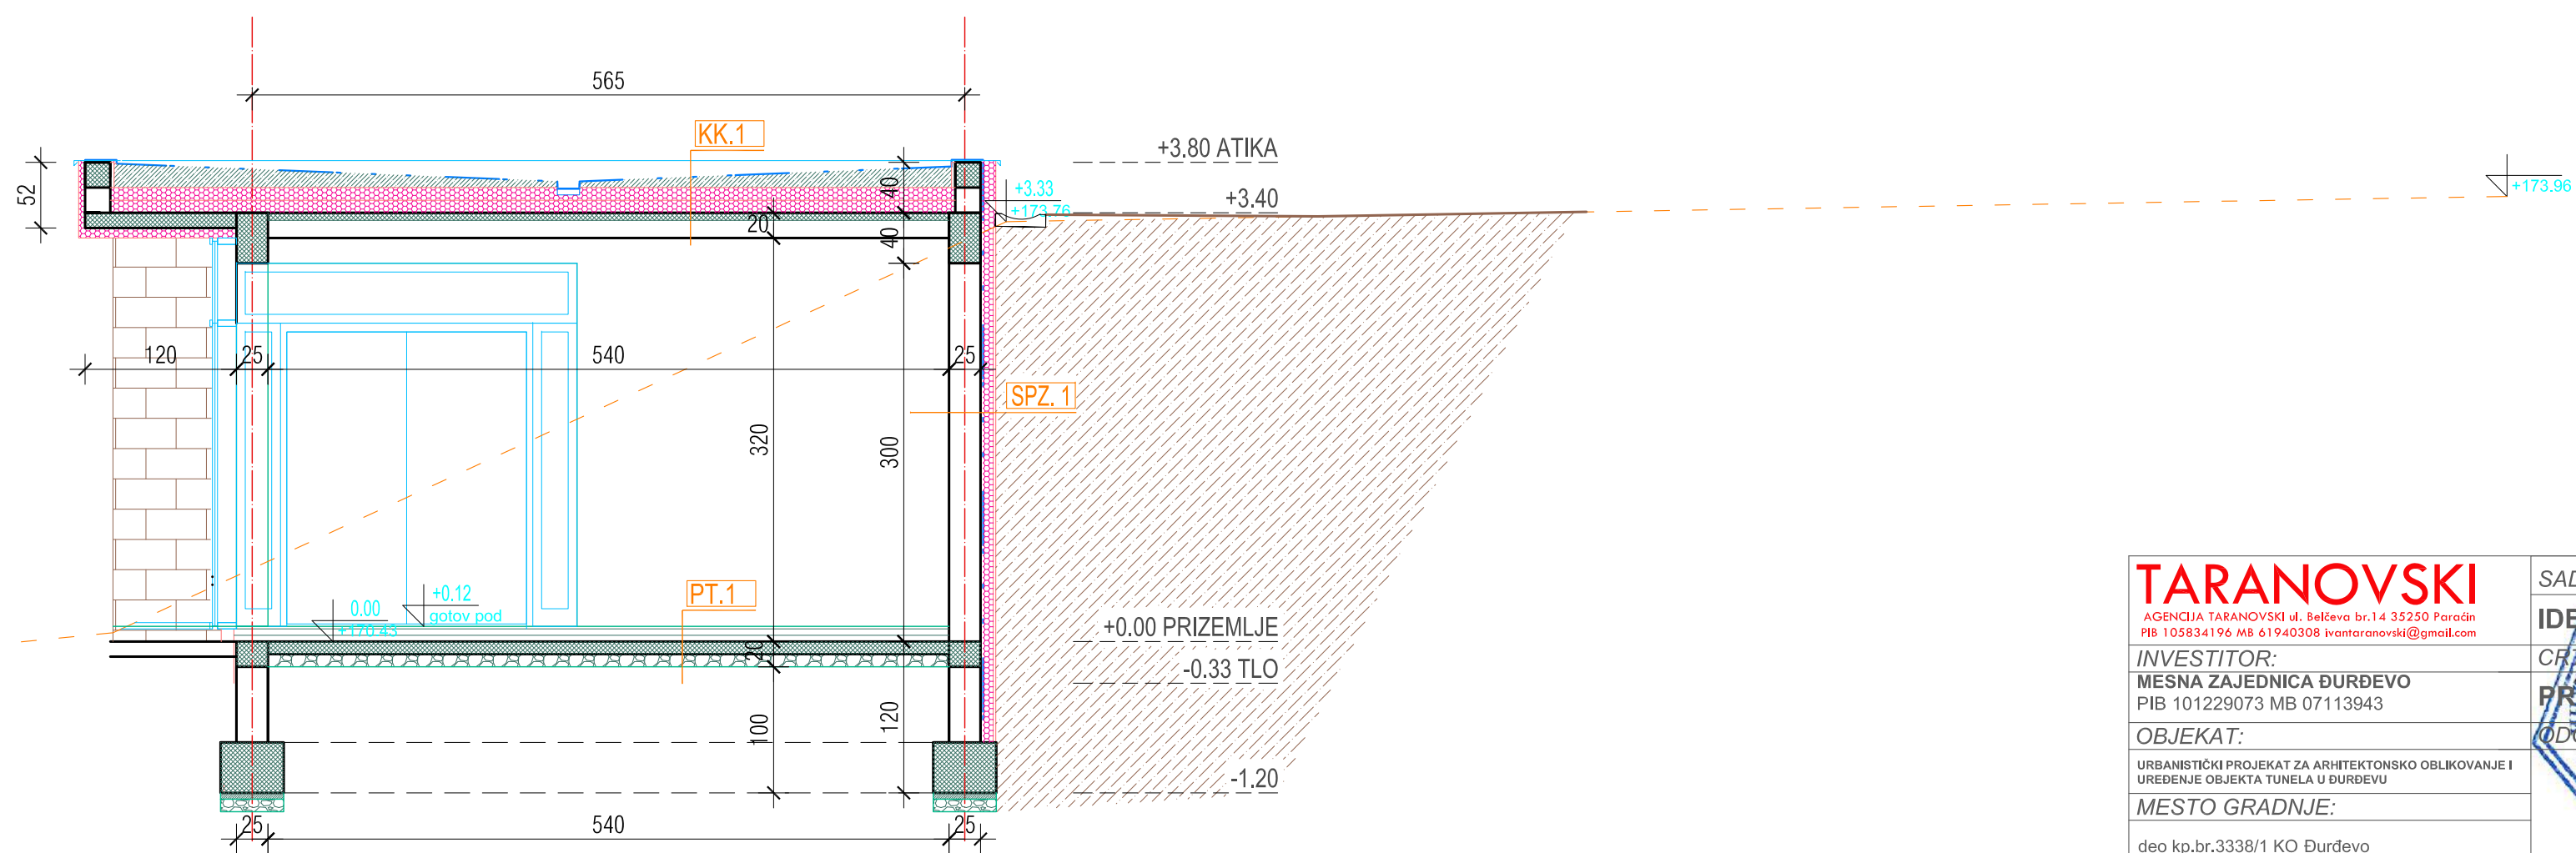 565
KK.1
+3.80 ATIKA
52
40
+3.33
+173.76
+3.40
+173.96
20
40
120
25
540
25
SPZ. 1
320
300
PT.1
0.00
+170.43
+0.12
gotov pod
+0.00 PRIZEMLJE
20
-0.33 TLO
100
120
-1.20
25
540
25
TARANOVSKI
AGENCIJA TARANOVSKI ul. Belčeva br.14 35250 Paraćin
PIB 105834196 MB 61940308 ivantaranovski@gmail.com
INVESTITOR:
MESNA ZAJEDNICA ĐURĐEVO
PIB 101229073 MB 07113943
OBJEKAT:
URBANISTIČKI PROJEKAT ZA ARHITEKTONSKO OBLIKOVANJE I
UREĐENJE OBJEKTA TUNELA U ĐURĐEVU
MESTO GRADNJE:
deo kp.br.3338/1 KO Đurđevo